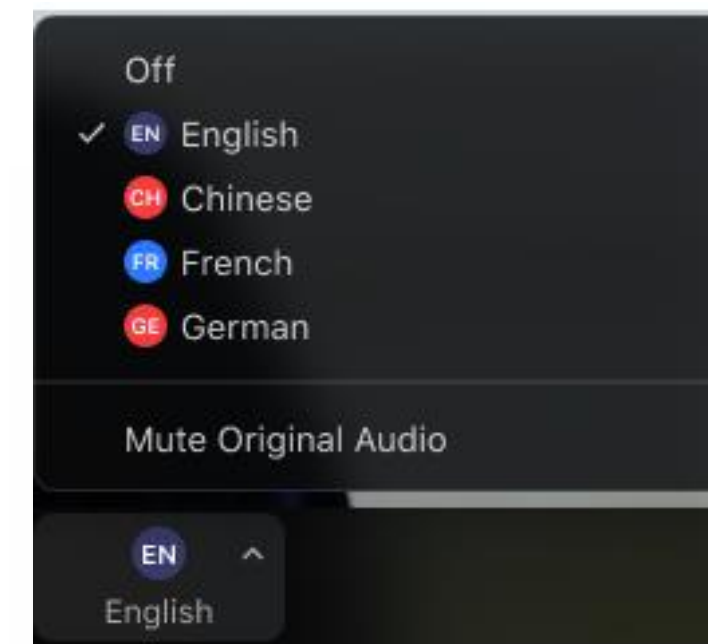 Off
EN English
CH Chinese
FR French
GE German
Mute Original Audio
EN
English